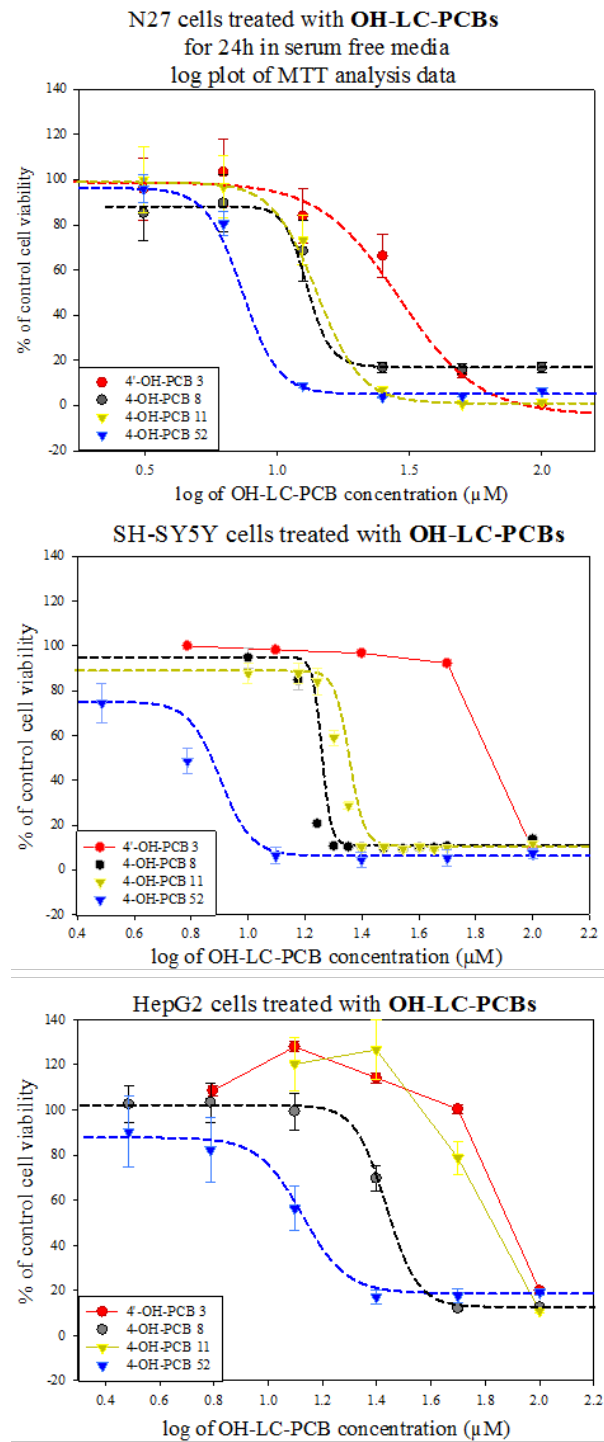 N27 cells treated with OH-LC-PCBs
for 24h in serum free media
log plot of MTT analysis data
140
120
100
80
60
40
20
0
-20
% of control cell viability
4'-OH-PCB 3
4-OH-PCB 8
4-OH-PCB 11
4-OH-PCB 52
0.5 1.0 1.5 2.0
log of OH-LC-PCB concentration (µM)
SH-SY5Y cells treated with OH-LC-PCBs
140
120
100
80
60
40
20
0
-20
% of control cell viability
4'-OH-PCB 3
4-OH-PCB 8
4-OH-PCB 11
4-OH-PCB 52
0.4 0.6 0.8 1.0 1.2 1.4 1.6 1.8 2.0 2.2
log of OH-LC-PCB concentration (µM)
HepG2 cells treated with OH-LC-PCBs
140
120
100
80
60
40
20
0
-20
% of control cell viability
4'-OH-PCB 3
4-OH-PCB 8
4-OH-PCB 11
4-OH-PCB 52
0.4 0.6 0.8 1.0 1.2 1.4 1.6 1.8 2.0 2.2
log of OH-LC-PCB concentration (µM)